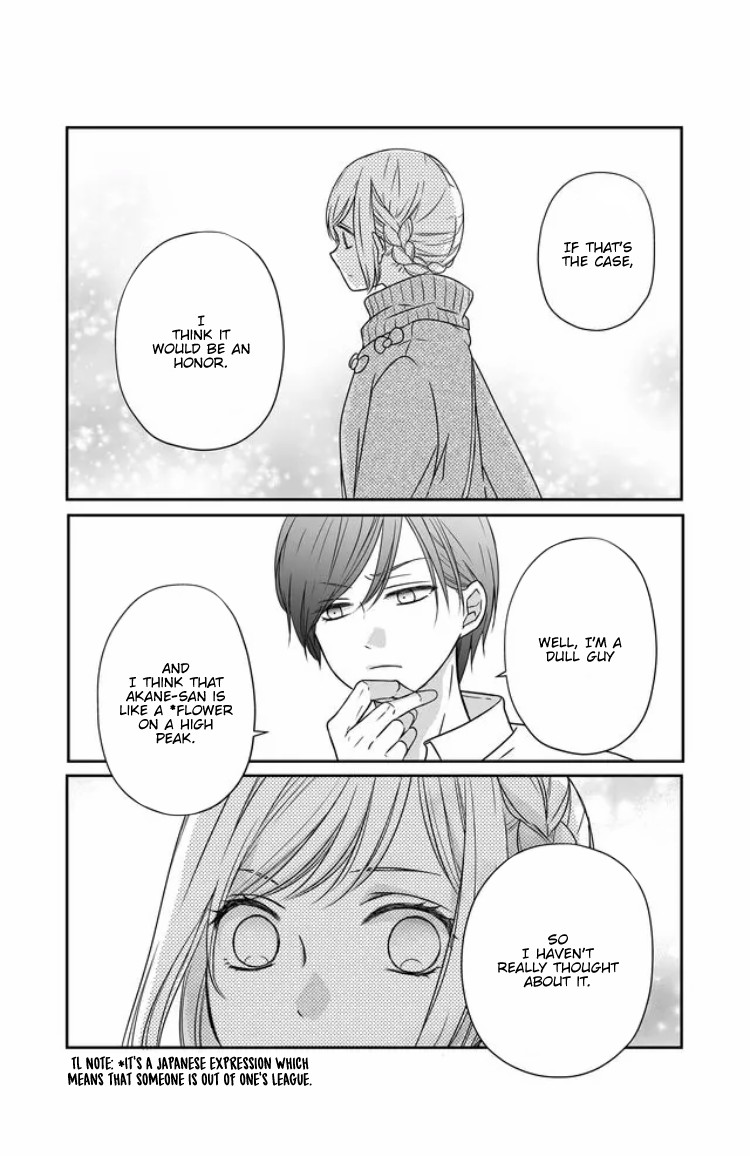 IF THAT'S
THE CASE,
I
THINK IT
WOULD BE AN
HONOR.
WELL, I'M A
DULL GUY
AND
I THINK THAT
AKANE-SAN IS
LIKE A *FLOWER
ON A HIGH
PEAK.
SO
I HAVEN'T
REALLY THOUGHT
ABOUT IT.
TL NOTE: *IT'S A JAPANESE EXPRESSION WHICH
MEANS THAT SOMEONE IS OUT OF ONE'S LEAGUE.